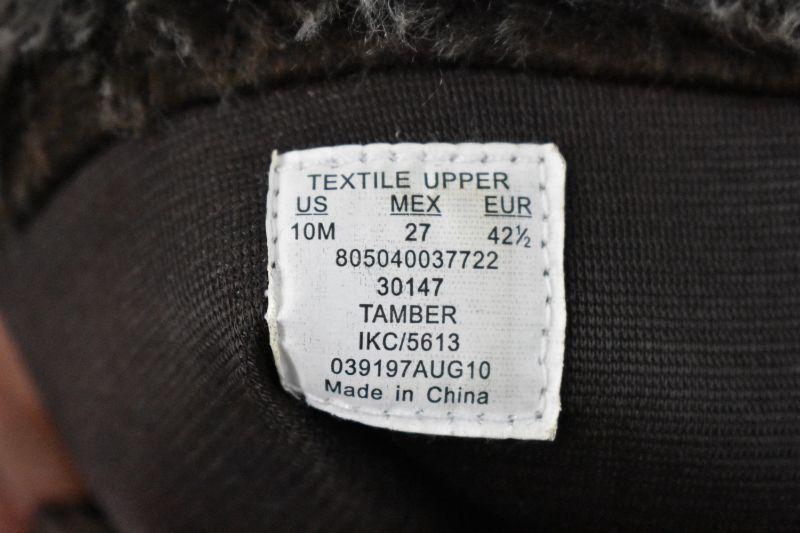 TEXTILE UPPER
US MEX EUR
10M 27 42½
805040037722
30147
TAMBER
IKC/5613
039197AUG10
Made in China